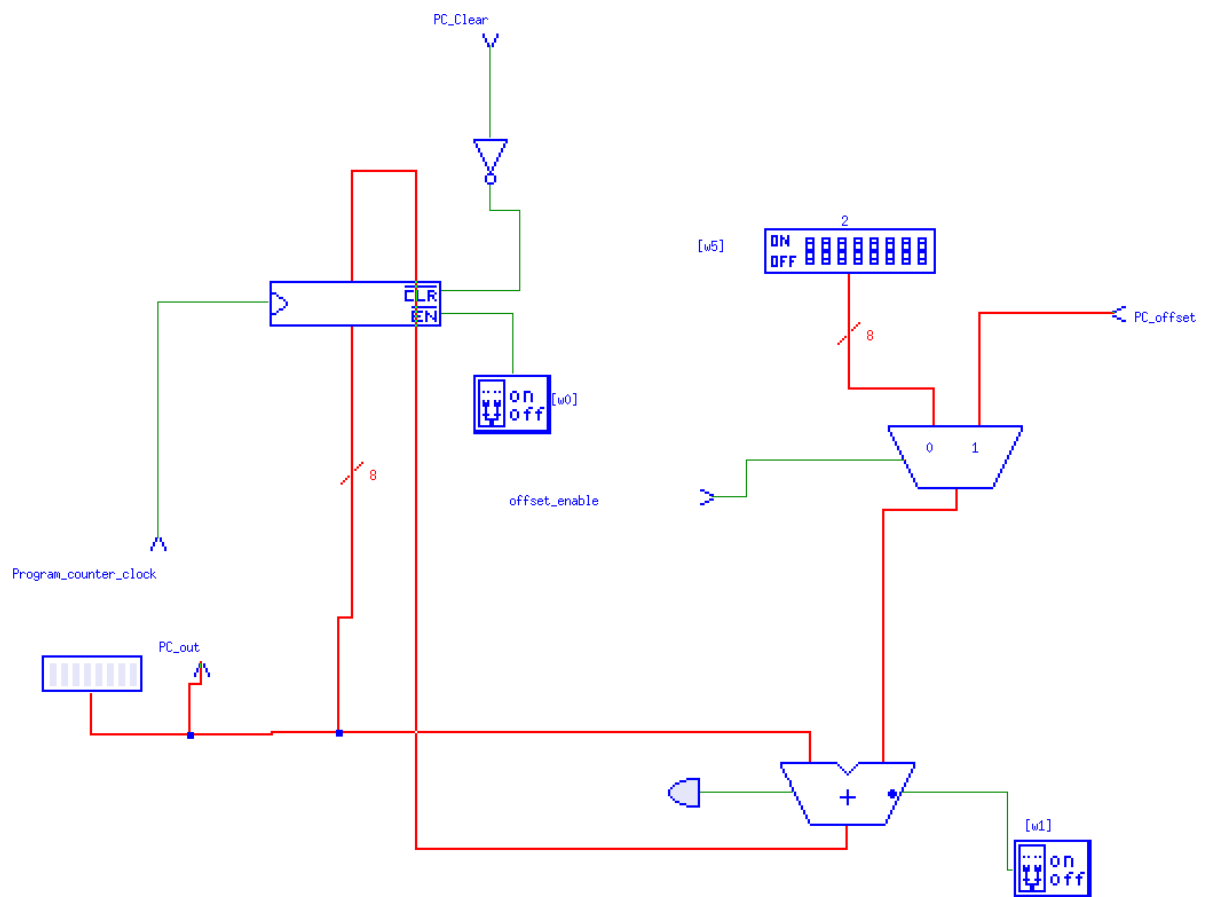 PC_Clear
2
[w5]
ON
OFF
CLR
EN
PC_offset
8
on
off
[w0]
0 1
8
offset_enable
Program_counter_clock
PC_out
+
[w1]
on
off